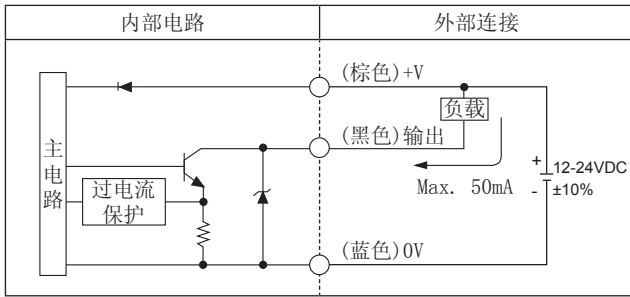 内部电路
外部连接
(棕色)+V
负载
(黑色)输出
主电路
过电流
保护
Max. 50mA
+
12-24VDC
-
±10%
(蓝色)0V